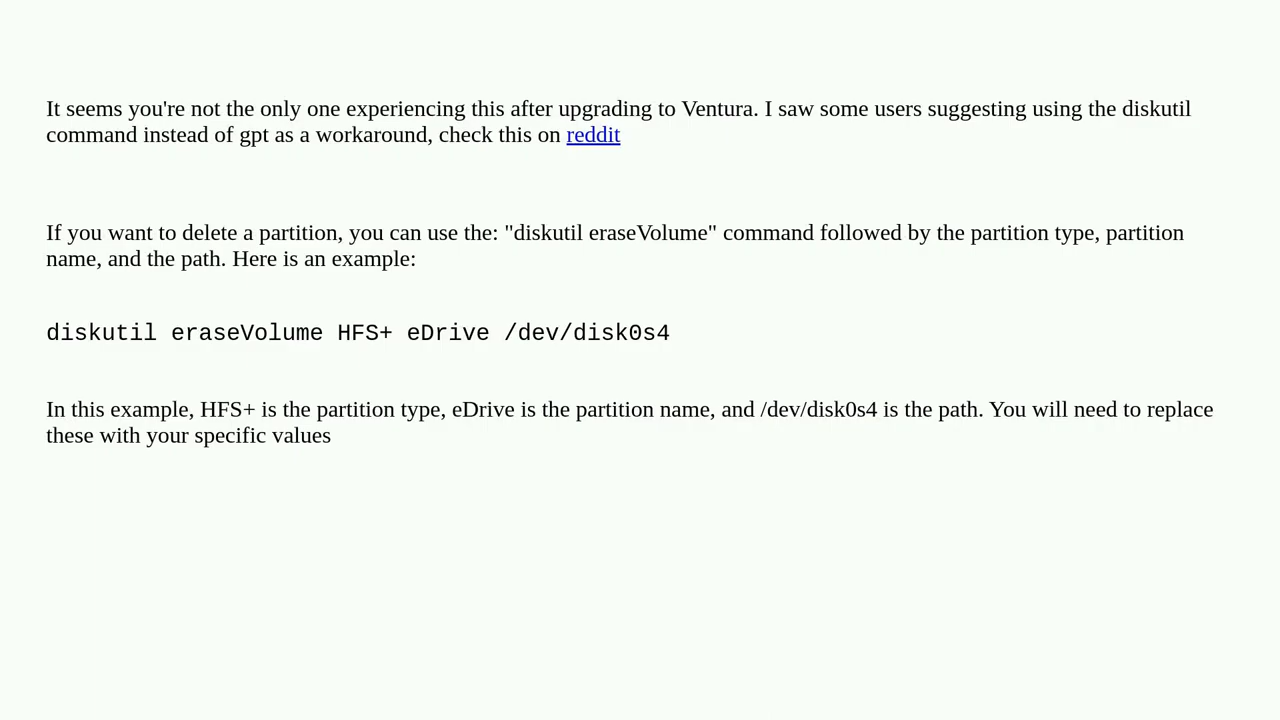 It seems you're not the only one experiencing this after upgrading to Ventura. I saw some users suggesting using the diskutil
command instead of gpt as a workaround, check this on reddit
If you want to delete a partition, you can use the: "diskutil eraseVolume" command followed by the partition type, partition
name, and the path. Here is an example:
diskutil eraseVolume HFS+ eDrive /dev/disk0s4
In this example, HFS+ is the partition type, eDrive is the partition name, and /dev/disk0s4 is the path. You will need to replace
these with your specific values